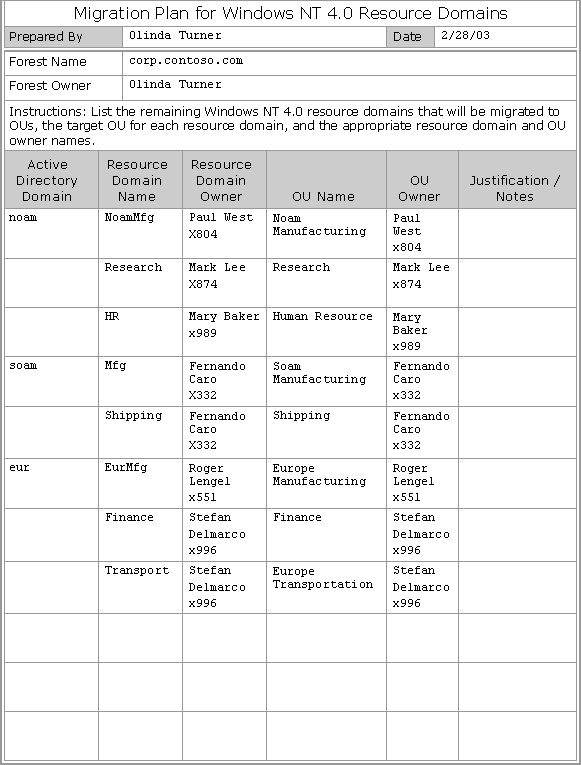 Migration Plan for Windows NT 4.0 Resource Domains
Prepared By Olinda Turner Date 2/28/03
Forest Name corp.contoso.com
Forest Owner Olinda Turner
Instructions: List the remaining Windows NT 4.0 resource domains that will be migrated to
OUs, the target OU for each resource domain, and the appropriate resource domain and OU
owner names.
Active Directory Domain Resource Domain Name Resource Domain Owner OU Name OU Owner Justification / Notes
noam NoamMfg Paul West X804 Noam Manufacturing Paul West x804
Research Mark Lee X874 Research Mark Lee x874
HR Mary Baker x989 Human Resource Mary Baker x989
soam Mfg Fernando Caro X332 Soam Manufacturing Fernando Caro x332
Shipping Fernando Caro X332 Shipping Fernando Caro x332
eur EurMfg Roger Lengel x551 Europe Manufacturing Roger Lengel x551
Finance Stefan Delmarco x996 Finance Stefan Delmarco x996
Transport Stefan Delmarco x996 Europe Transportation Stefan Delmarco x996